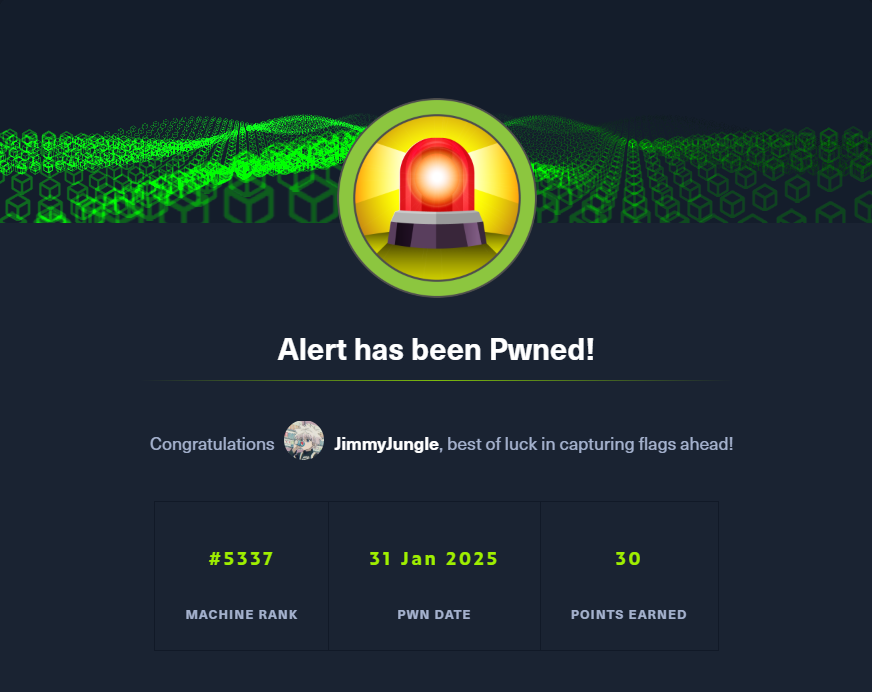 Alert has been Pwned!
Congratulations JimmyJungle, best of luck in capturing flags ahead!
#5337 31 Jan 2025 30
MACHINE RANK PWN DATE POINTS EARNED